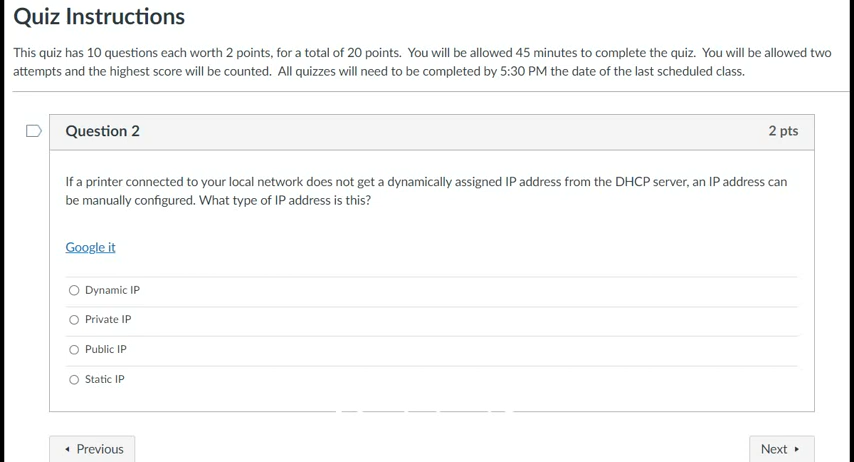 Quiz Instructions
This quiz has 10 questions each worth 2 points, for a total of 20 points. You will be allowed 45 minutes to complete the quiz. You will be allowed two
attempts and the highest score will be counted. All quizzes will need to be completed by 5:30 PM the date of the last scheduled class.
Question 2 2 pts
If a printer connected to your local network does not get a dynamically assigned IP address from the DHCP server, an IP address can
be manually configured. What type of IP address is this?
Google it
Dynamic IP
Private IP
Public IP
Static IP
Previous Next